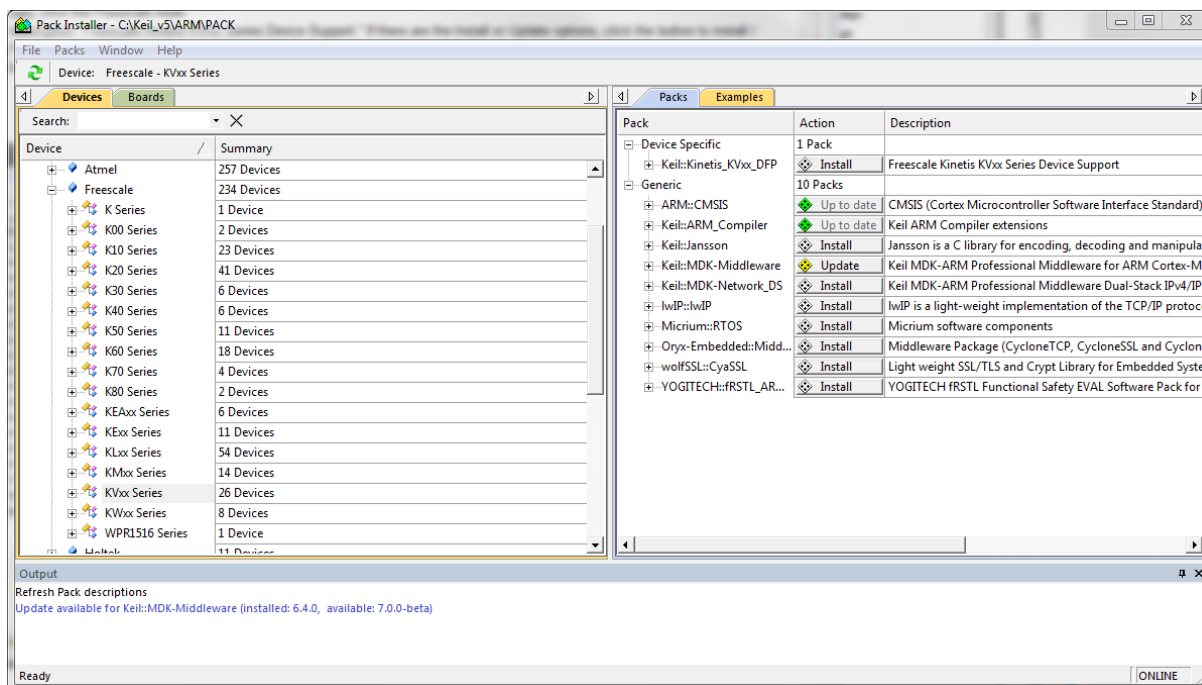 Pack Installer - C:\Keil_v5\ARM\PACK
File Packs Window Help
Device: Freescale - KVxx Series
Devices Boards
Search:
Device Summary
Atmel 257 Devices
Freescale 234 Devices
K Series 1 Device
K00 Series 2 Devices
K10 Series 23 Devices
K20 Series 41 Devices
K30 Series 6 Devices
K40 Series 6 Devices
K50 Series 11 Devices
K60 Series 18 Devices
K70 Series 4 Devices
K80 Series 2 Devices
KEAxx Series 6 Devices
KExx Series 11 Devices
KLxx Series 54 Devices
KMxx Series 14 Devices
KVxx Series 26 Devices
KWxx Series 8 Devices
WPR1516 Series 1 Device
Holtek 11 Devices
Packs Examples
Pack Action Description
Device Specific 1 Pack
Keil::Kinetis_KVxx_DFP Install Freescale Kinetis KVxx Series Device Support
Generic 10 Packs
ARM::CMSIS Up to date CMSIS (Cortex Microcontroller Software Interface Standard)
Keil::ARM_Compiler Up to date Keil ARM Compiler extensions
Keil::Jansson Install Jansson is a C library for encoding, decoding and manipula
Keil::MDK-Middleware Update Keil MDK-ARM Professional Middleware for ARM Cortex-M
Keil::MDK-Network_DS Install Keil MDK-ARM Professional Middleware Dual-Stack IPv4/IP
lwIP::lwIP Install lwIP is a light-weight implementation of the TCP/IP protoc
Micrium::RTOS Install Micrium software components
Oryx-Embedded::Midd... Install Middleware Package (CycloneTCP, CycloneSSL and Cyclon
wolfSSL::CyaSSL Install Light weight SSL/TLS and Crypt Library for Embedded Syste
YOGITECH::fRSTL_AR... Install YOGITECH fRSTL Functional Safety EVAL Software Pack for
Output
Refresh Pack descriptions
Update available for Keil::MDK-Middleware (installed: 6.4.0, available: 7.0.0-beta)
Ready ONLINE